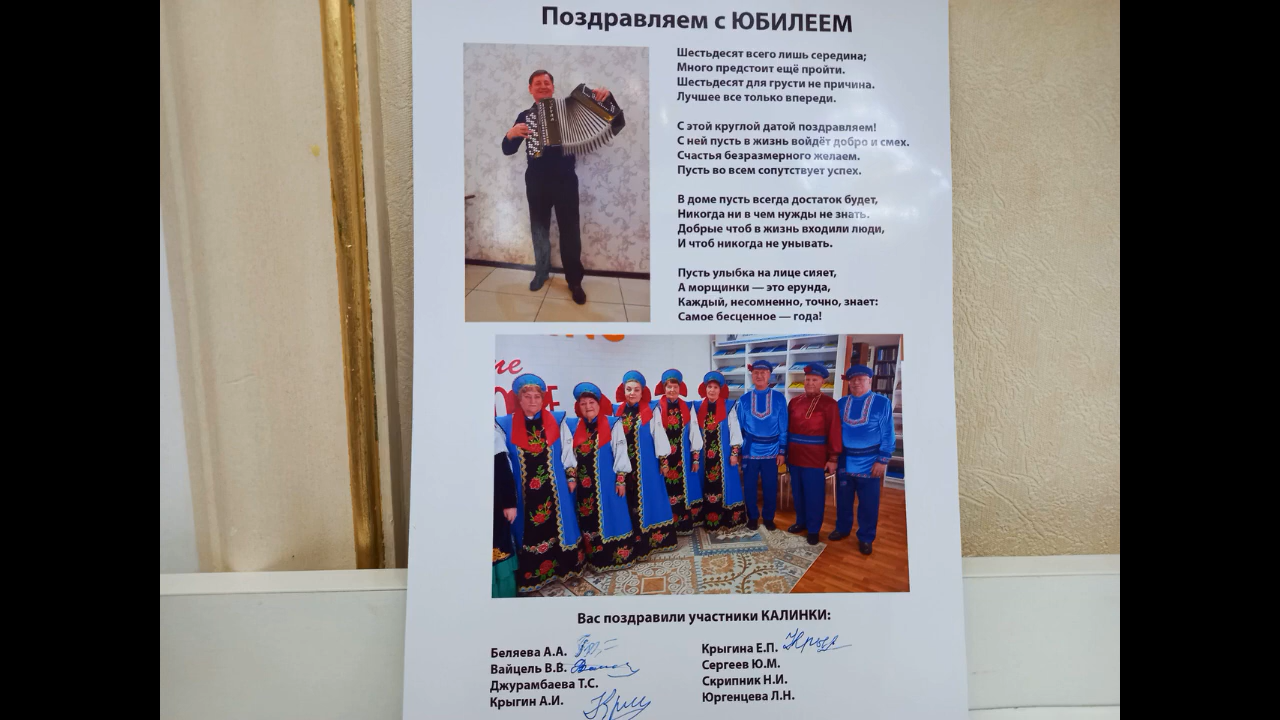 Поздравляем с ЮБИЛЕЕМ
Шестьдесят всего лишь середина;
Много предстоит ещё пройти.
Шестьдесят для грусти не причина.
Лучшее все только впереди.
С этой круглой датой поздравляем!
С ней пусть в жизнь войдёт добро и смех.
Счастья безразмерного желаем.
Пусть во всем сопутствует успех.
В доме пусть всегда достаток будет,
Никогда ни в чем нужды не знать.
Добрые чтоб в жизнь входили люди,
И чтоб никогда не унывать.
Пусть улыбка на лице сияет,
А морщинки — это ерунда,
Каждый, несомненно, точно, знает:
Самое бесценное — года!
Вас поздравили участники КАЛИНКИ:
Беляева А.А.
Вайцель В.В.
Джурамбаева Т.С.
Крыгин А.И.
Крыгина Е.П.
Сергеев Ю.М.
Скрипник Н.И.
Юргенцева Л.Н.